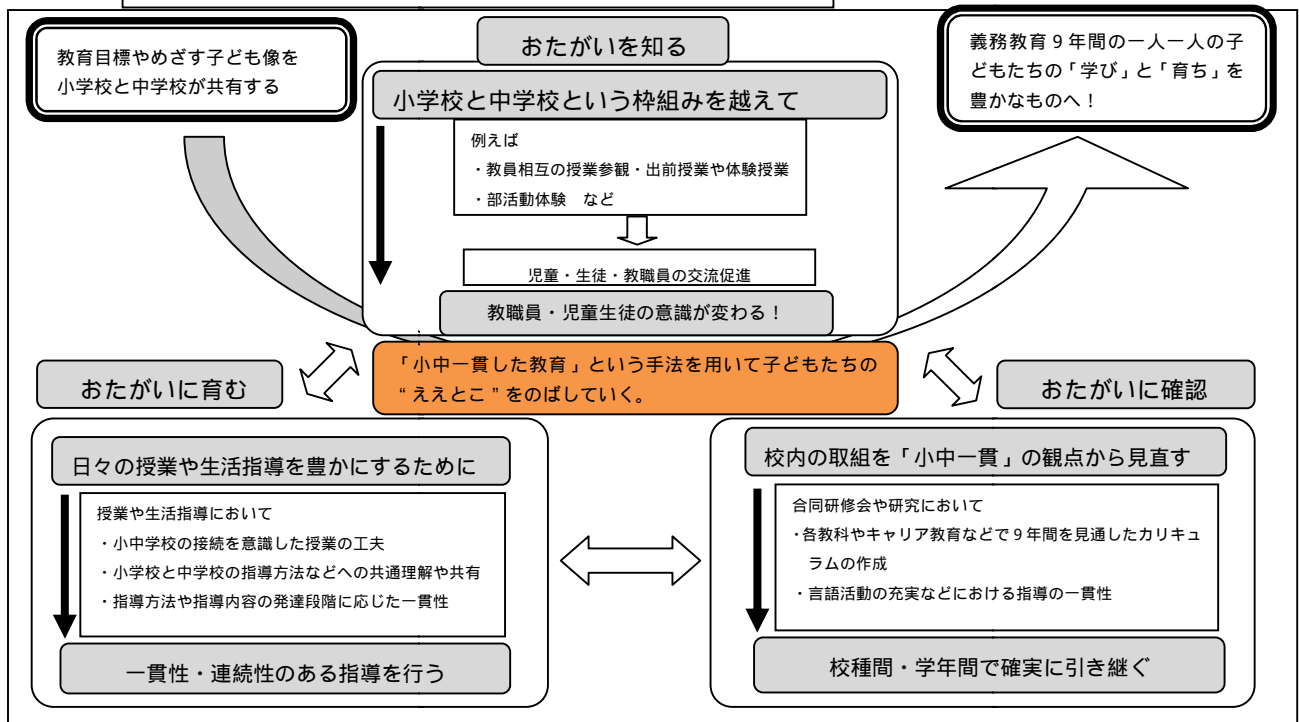 教育目標やめざす子ども像を
小学校と中学校が共有する
おたがいを知る
義務教育９年間の一人一人の子
どもたちの「学び」と「育ち」を
豊かなものへ！
小学校と中学校という枠組みを越えて
例えば
・教員相互の授業参観・出前授業や体験授業
・部活動体験　など
児童・生徒・教職員の交流促進
教職員・児童生徒の意識が変わる！
「小中一貫した教育」という手法を用いて子どもたちの
“ええとこ”をのばしていく。
おたがいに育む
日々の授業や生活指導を豊かにするために
授業や生活指導において
・小中学校の接続を意識した授業の工夫
・小学校と中学校の指導方法などへの共通理解や共有
・指導方法や指導内容の発達段階に応じた一貫性
一貫性・連続性のある指導を行う
おたがいに確認
校内の取組を「小中一貫」の観点から見直す
合同研修会や研究において
・各教科やキャリア教育などで９年間を見通したカリキュ
ラムの作成
・言語活動の充実などにおける指導の一貫性
校種間・学年間で確実に引き継ぐ